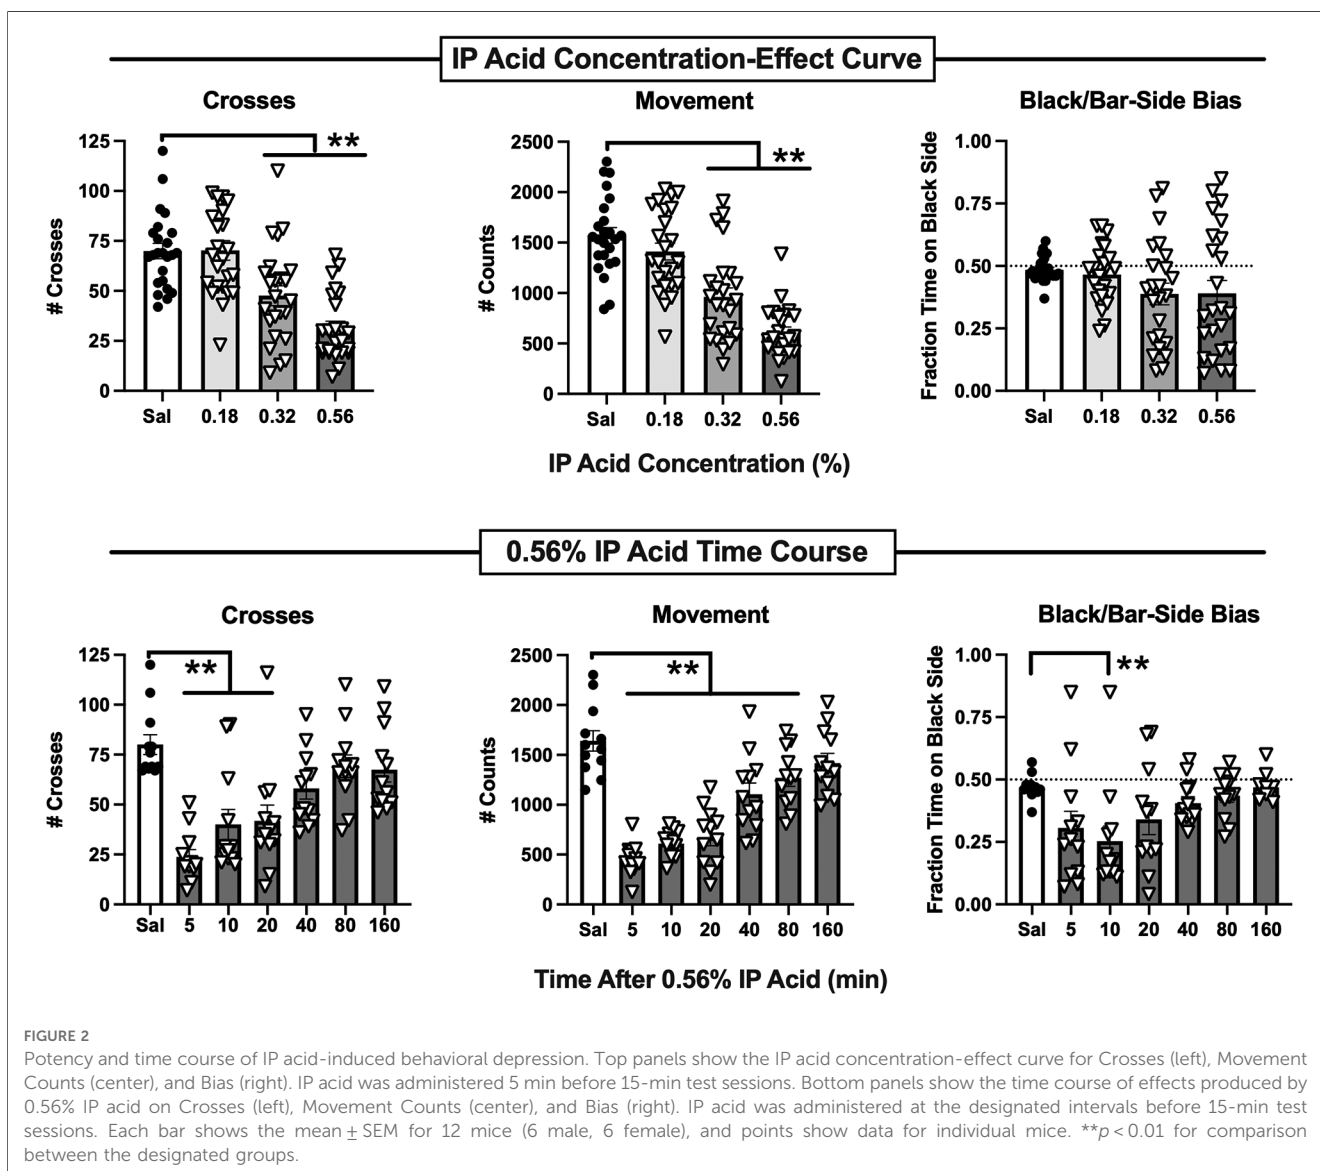 IP Acid Concentration-Effect Curve
Crosses
Movement
Black/Bar-Side Bias
# Crosses
125
100
75
50
25
0
**
Sal 0.18 0.32 0.56
# Counts
2500
2000
1500
1000
500
0
**
Sal 0.18 0.32 0.56
Fraction Time on Black Side
1.00
0.75
0.50
0.25
0.00
Sal 0.18 0.32 0.56
IP Acid Concentration (%)
0.56% IP Acid Time Course
Crosses
Movement
Black/Bar-Side Bias
# Crosses
125
100
75
50
25
0
**
Sal 5 10 20 40 80 160
# Counts
2500
2000
1500
1000
500
0
**
Sal 5 10 20 40 80 160
Fraction Time on Black Side
1.00
0.75
0.50
0.25
0.00
**
Sal 5 10 20 40 80 160
Time After 0.56% IP Acid (min)
FIGURE 2
Potency and time course of IP acid-induced behavioral depression. Top panels show the IP acid concentration-effect curve for Crosses (left), Movement
Counts (center), and Bias (right). IP acid was administered 5 min before 15-min test sessions. Bottom panels show the time course of effects produced by
0.56% IP acid on Crosses (left), Movement Counts (center), and Bias (right). IP acid was administered at the designated intervals before 15-min test
sessions. Each bar shows the mean ± SEM for 12 mice (6 male, 6 female), and points show data for individual mice. **p < 0.01 for comparison
between the designated groups.